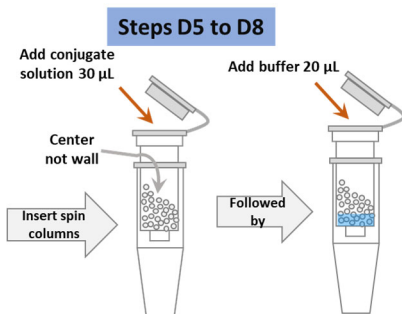 Steps D5 to D8
Add conjugate
solution 30 µL
Add buffer 20 µL
Center
not wall
Insert spin
columns
Followed
by